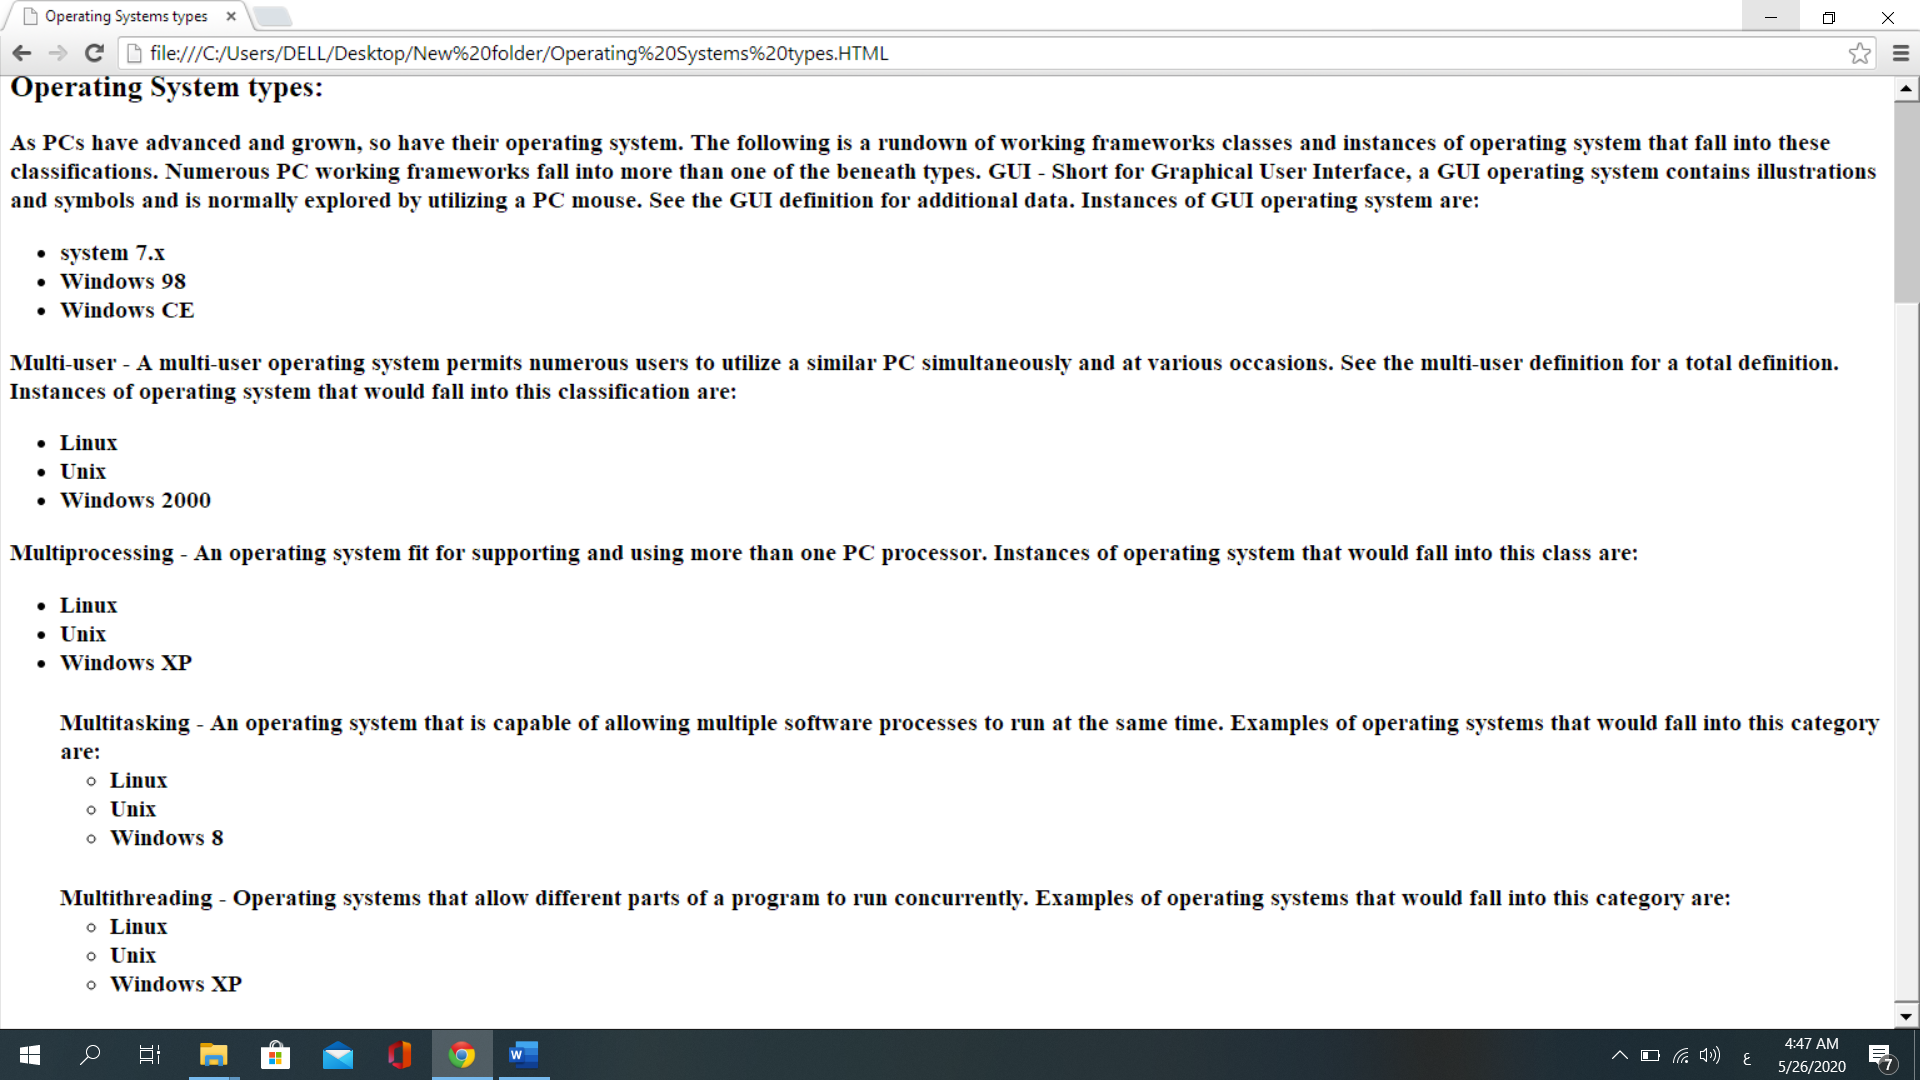 Operating Systems types
file:///C:/Users/DELL/Desktop/New%20folder/Operating%20Systems%20types.HTML
Operating System types:
As PCs have advanced and grown, so have their operating system. The following is a rundown of working frameworks classes and instances of operating system that fall into these
classifications. Numerous PC working frameworks fall into more than one of the beneath types. GUI - Short for Graphical User Interface, a GUI operating system contains illustrations
and symbols and is normally explored by utilizing a PC mouse. See the GUI definition for additional data. Instances of GUI operating system are:
• system 7.x
• Windows 98
• Windows CE
Multi-user - A multi-user operating system permits numerous users to utilize a similar PC simultaneously and at various occasions. See the multi-user definition for a total definition.
Instances of operating system that would fall into this classification are:
• Linux
• Unix
• Windows 2000
Multiprocessing - An operating system fit for supporting and using more than one PC processor. Instances of operating system that would fall into this class are:
• Linux
• Unix
• Windows XP
Multitasking - An operating system that is capable of allowing multiple software processes to run at the same time. Examples of operating systems that would fall into this category
are:
◦ Linux
◦ Unix
◦ Windows 8
Multithreading - Operating systems that allow different parts of a program to run concurrently. Examples of operating systems that would fall into this category are:
◦ Linux
◦ Unix
◦ Windows XP
W
ع
4:47 AM
5/26/2020
7